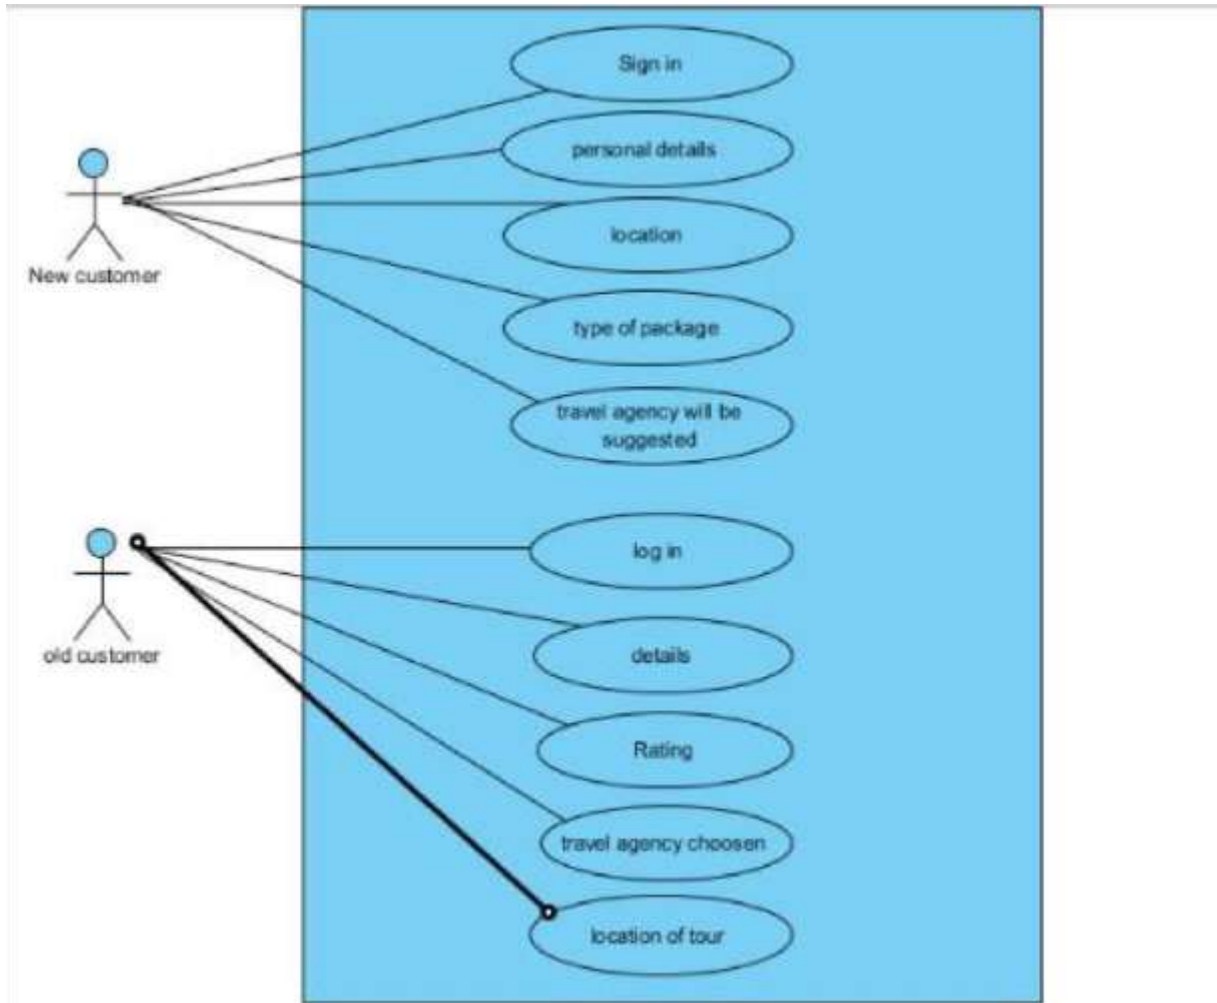 Sign in
personal details
location
New customer
type of package
travel agency will be
suggested
log in
old customer
details
Rating
travel agency choosen
location of tour